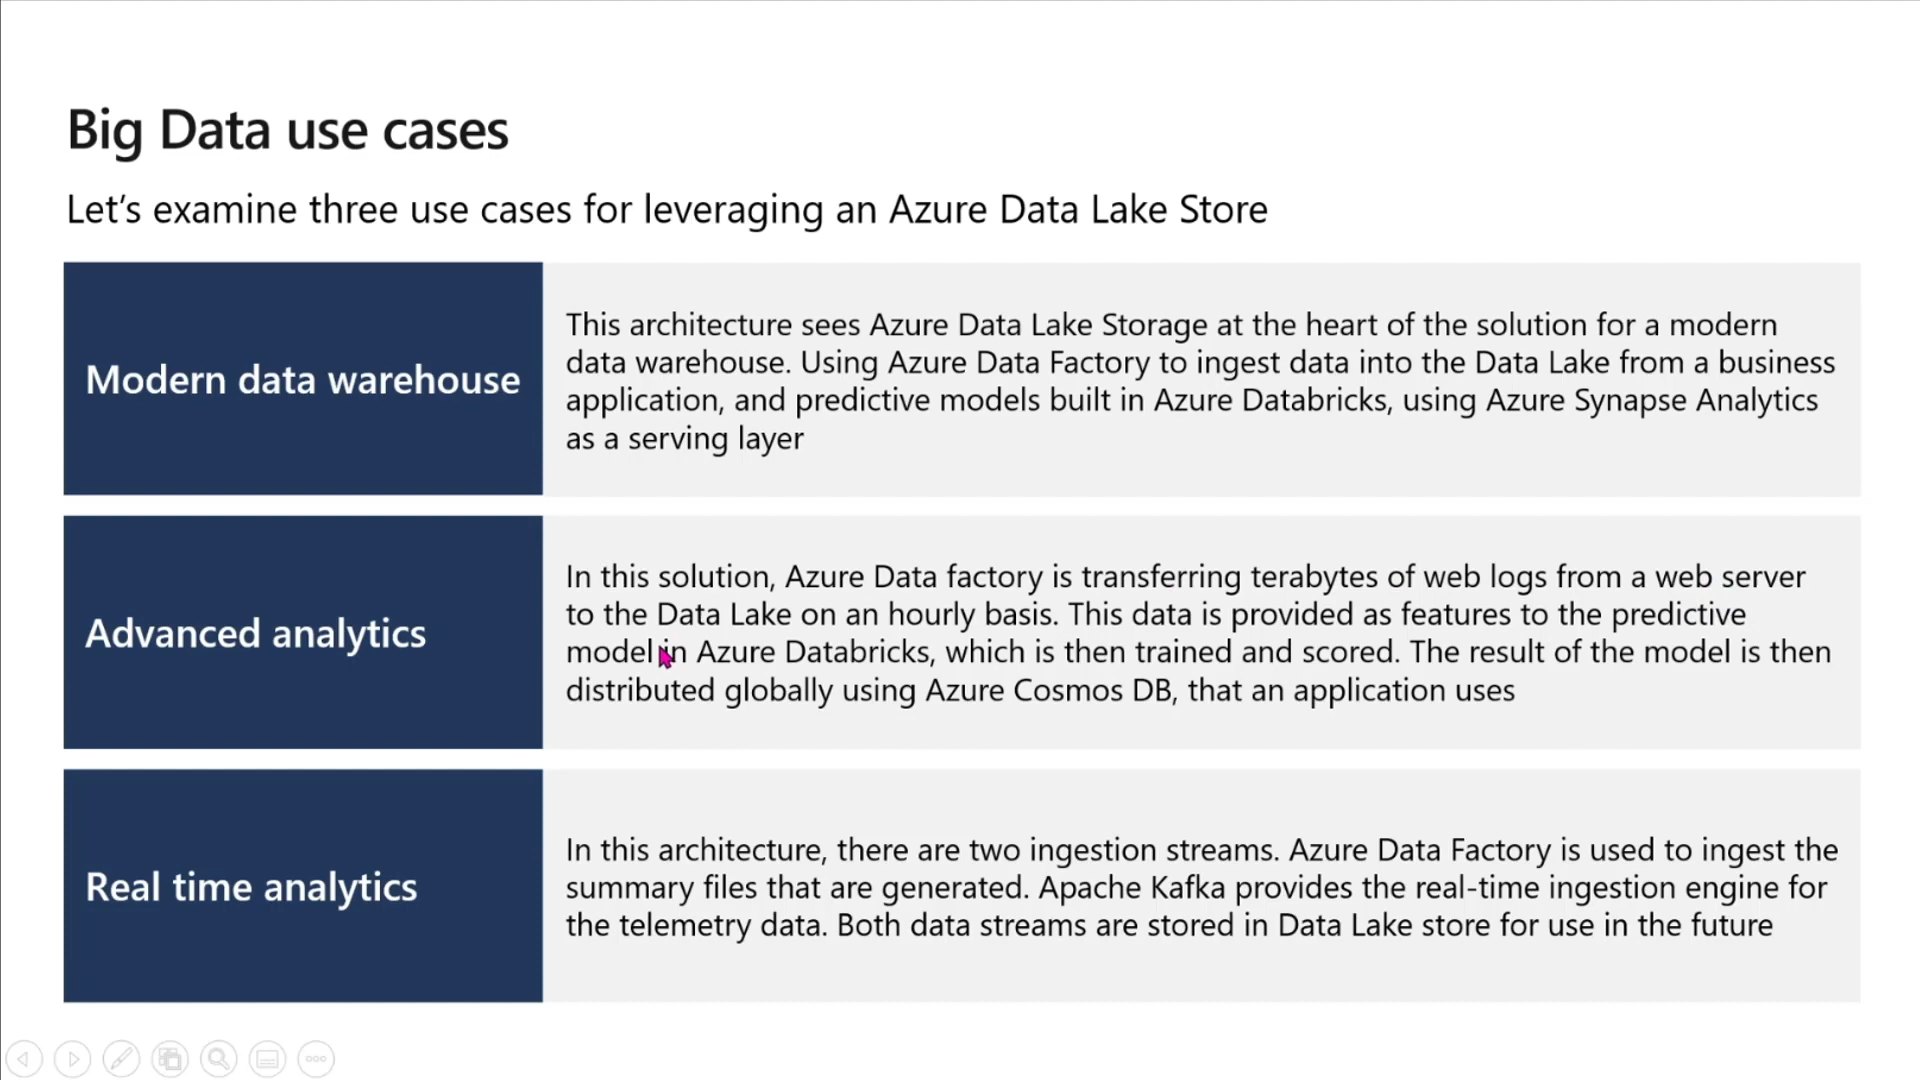 Big Data use cases
Let’s examine three use cases for leveraging an Azure Data Lake Store
Modern data warehouse
This architecture sees Azure Data Lake Storage at the heart of the solution for a modern
data warehouse. Using Azure Data Factory to ingest data into the Data Lake from a business
application, and predictive models built in Azure Databricks, using Azure Synapse Analytics
as a serving layer
Advanced analytics
In this solution, Azure Data factory is transferring terabytes of web logs from a web server
to the Data Lake on an hourly basis. This data is provided as features to the predictive
model in Azure Databricks, which is then trained and scored. The result of the model is then
distributed globally using Azure Cosmos DB, that an application uses
Real time analytics
In this architecture, there are two ingestion streams. Azure Data Factory is used to ingest the
summary files that are generated. Apache Kafka provides the real-time ingestion engine for
the telemetry data. Both data streams are stored in Data Lake store for use in the future